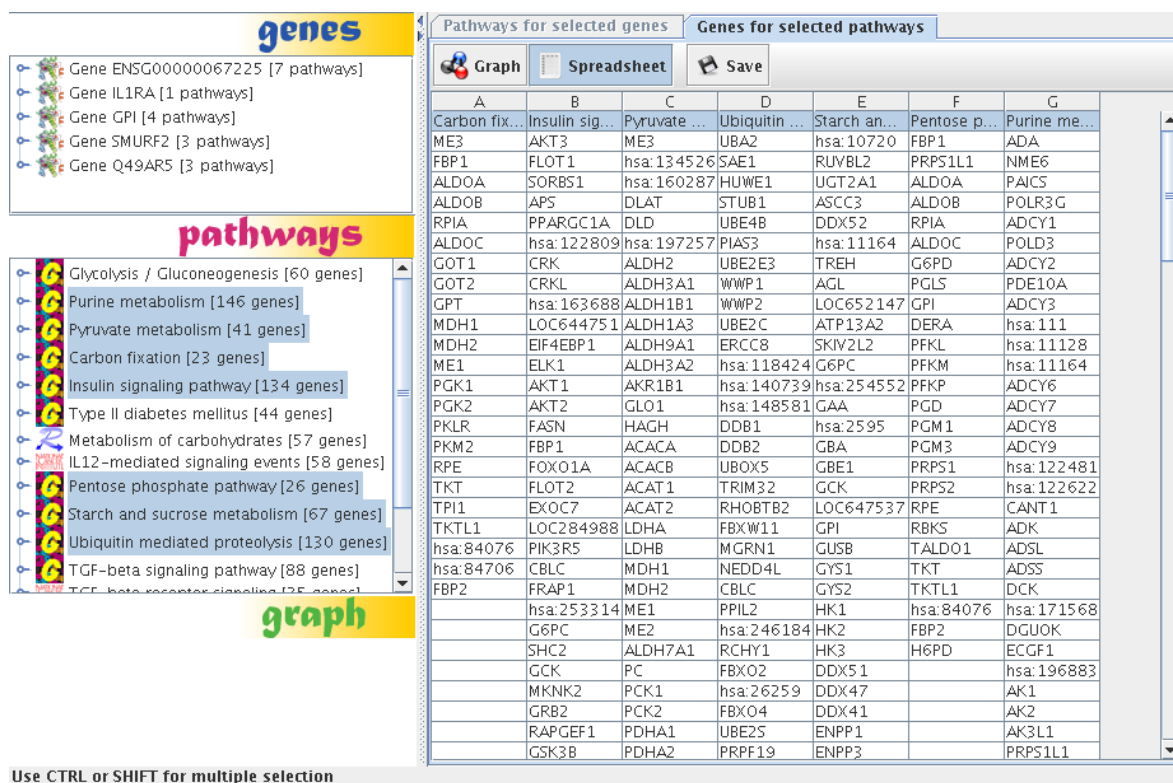 genes
Gene ENSG00000067225 [7 pathways]
Gene IL1RA [1 pathways]
Gene GPI [4 pathways]
Gene SMURF2 [3 pathways]
Gene Q49AR5 [3 pathways]
pathways
Glycolysis / Gluconeogenesis [60 genes]
Purine metabolism [146 genes]
Pyruvate metabolism [41 genes]
Carbon fixation [23 genes]
Insulin signaling pathway [134 genes]
Type II diabetes mellitus [44 genes]
Metabolism of carbohydrates [57 genes]
IL12-mediated signaling events [58 genes]
Pentose phosphate pathway [26 genes]
Starch and sucrose metabolism [67 genes]
Ubiquitin mediated proteolysis [130 genes]
TGF-beta signaling pathway [88 genes]
graph
Use CTRL or SHIFT for multiple selection
Pathways for selected genes Genes for selected pathways
Graph Spreadsheet Save
A B C D E F G
Carbon fix... Insulin sig... Pyruvate ... Ubiquitin ... Starch an... Pentose p... Purine me...
ME3 AKT3 ME3 UBA2 hsa:10720 FBP1 ADA
FBP1 FLOT1 hsa:134526 SAE1 RUVBL2 PRPS1L1 NME6
ALDOA SORBS1 hsa:160287 HUWE1 UGT2A1 ALDOA PAICS
ALDOB APS DLAT STUB1 ASCC3 ALDOB POLR3G
RPIA PPARGC1A DLD UBE4B DDX52 RPIA ADCY1
ALDOC hsa:122809 hsa:197257 PIAS3 hsa:11164 ALDOC POLD3
GOT1 CRK ALDH2 UBE2E3 TREH G6PD ADCY2
GOT2 CRKL ALDH3A1 WWP1 AGL PGLS PDE10A
GPT hsa:163688 ALDH1B1 WWP2 LOC652147 GPI ADCY3
MDH1 LOC644751 ALDH1A3 UBE2C ATP13A2 DERA hsa:111
MDH2 EIF4EBP1 ALDH9A1 ERCC8 SKIV2L2 PFKL hsa:11128
ME1 ELK1 ALDH3A2 hsa:118424 G6PC PFKM hsa:11164
PGK1 AKT1 AKR1B1 hsa:140739 hsa:254552 PFKP ADCY6
PGK2 AKT2 GLO1 hsa:148581 GAA PGD ADCY7
PKLR FASN HAGH DDB1 hsa:2595 PGM1 ADCY8
PKM2 FBP1 ACACA DDB2 GBA PGM3 ADCY9
RPE FOXO1A ACACB UBOX5 GBE1 PRPS1 hsa:122481
TKT FLOT2 ACAT1 TRIM32 GCK PRPS2 hsa:122622
TPI1 EXOC7 ACAT2 RHOBTB2 LOC647537 RPE CANT1
TKTL1 LOC284988 LDHA FBXW11 GPI RBKS ADK
hsa:84076 PIK3R5 LDHB MGRN1 GUSB TALDO1 ADSL
hsa:84706 CBLC MDH1 NEDD4L GYS1 TKT ADSS
FBP2 FRAP1 MDH2 CBLC GYS2 TKTL1 DCK
hsa:253314 ME1 PPIL2 HK1 hsa:84076 hsa:171568
G6PC ME2 hsa:246184 HK2 FBP2 DGUOK
SHC2 ALDH7A1 RCHY1 HK3 H6PD ECGF1
GCK PC FBXO2 DDX51 hsa:196883
MKNK2 PCK1 hsa:26259 DDX47 AK1
GRB2 PCK2 FBXO4 DDX41 AK2
RAPGEF1 PDHA1 UBE2S ENPP1 AK3L1
GSK3B PDHA2 PRPF19 ENPP3 PRPS1L1